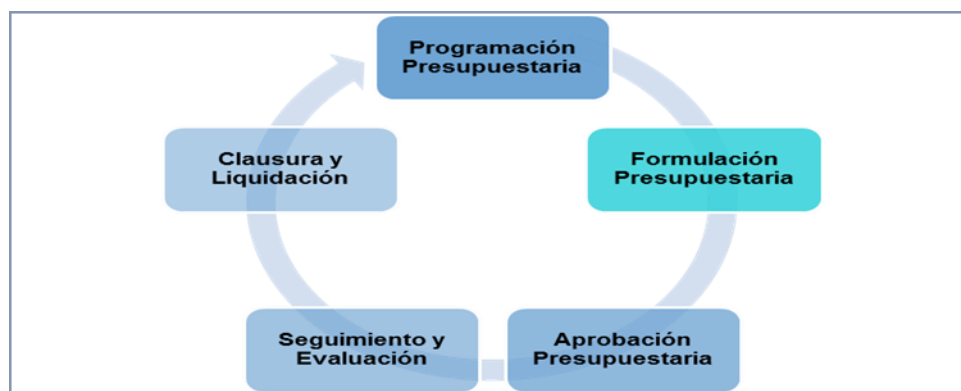 Programación
Presupuestaria
Formulación
Presupuestaria
Aprobación
Presupuestaria
Seguimiento y
Evaluación
Clausura y
Liquidación